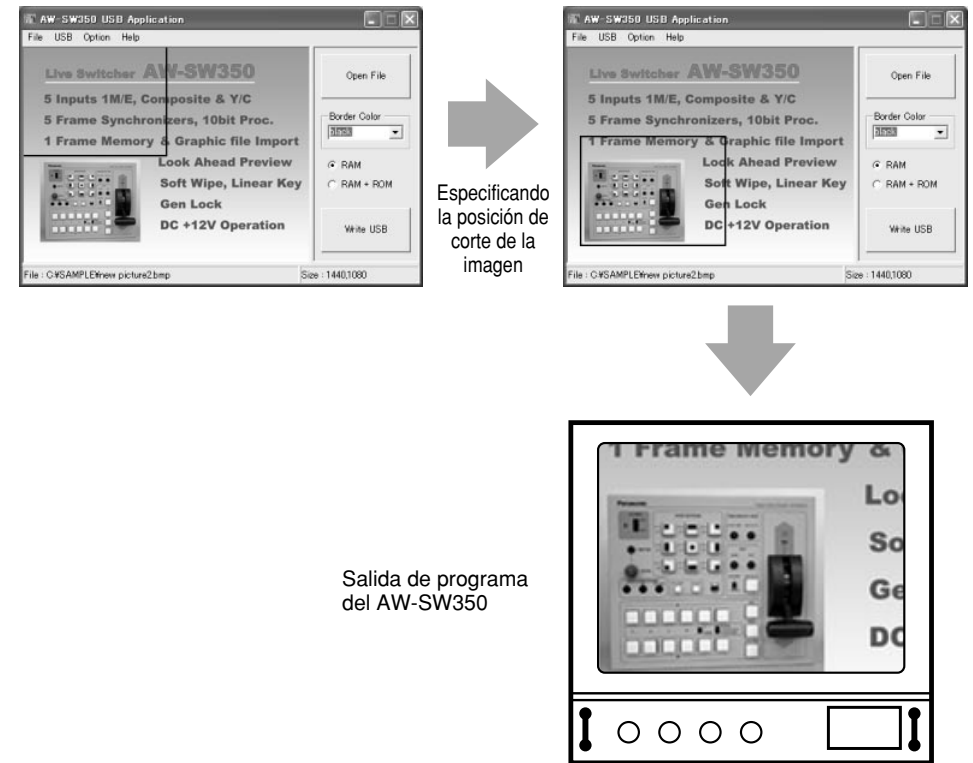 AW-SW350 USB Application
File USB Option Help
Live Switcher AW-SW350
5 Inputs 1M/E, Composite & Y/C
5 Frame Synchronizers, 10bit Proc.
1 Frame Memory & Graphic file Import
Look Ahead Preview
Soft Wipe, Linear Key
Gen Lock
DC +12V Operation
Open File
Border Color
black
RAM
RAM + ROM
Write USB
File : C:¥SAMPLE¥new picture2.bmp
Size : 1440,1080
Especificando
la posición de
corte de la
imagen
AW-SW350 USB Application
File USB Option Help
Live Switcher AW-SW350
5 Inputs 1M/E, Composite & Y/C
5 Frame Synchronizers, 10bit Proc.
1 Frame Memory & Graphic file Import
Look Ahead Preview
Soft Wipe, Linear Key
Gen Lock
DC +12V Operation
Open File
Border Color
black
RAM
RAM + ROM
Write USB
File : C:¥SAMPLE¥new picture2.bmp
Size : 1440,1080
Salida de programa
del AW-SW350
1 Frame Memory &
Panasonic
Lo
So
Ge
DC